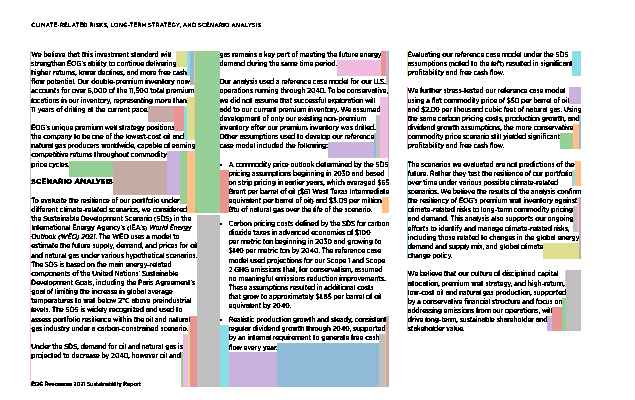 CLIMATE-RELATED RISKS, LONG-TERM STRATEGY, AND SCENARIO ANALYSIS
We believe that this investment standard will
strengthen EOG's ability to continue delivering
higher returns, lower declines, and more free cash
flow potential. Our double-premium inventory now
accounts for over 6,000 of the 11,500 total premium
locations in our inventory, representing more than
11 years of drilling at the current pace.
EOG's unique premium well strategy positions
the company to be one of the lowest-cost oil and
natural gas producers worldwide, capable of earning
competitive returns throughout commodity
price cycles.
SCENARIO ANALYSIS
To evaluate the resilience of our portfolio under
different climate-related scenarios, we considered
the Sustainable Development Scenario (SDS) in the
International Energy Agency's (IEA's) World Energy
Outlook (WEO) 2021. The WEO uses a model to
estimate the future supply, demand, and prices for oil
and natural gas under various hypothetical scenarios.
The SDS is based on the main energy-related
components of the United Nations' Sustainable
Development Goals, including the Paris Agreement's
goal of limiting the increase in global average
temperatures to well below 2°C above preindustrial
levels. The SDS is widely recognized and used to
assess portfolio resilience within the oil and natural
gas industry under a carbon-constrained scenario.
Under the SDS, demand for oil and natural gas is
projected to decrease by 2040, however oil and
gas remains a key part of meeting the future energy
demand during the same time period.
Our analysis used a reference case model for our U.S.
operations running through 2040. To be conservative,
we did not assume that successful exploration will
add to our current premium inventory. We assumed
development of only our existing non-premium
inventory after our premium inventory was drilled.
Other assumptions used to develop our reference
case model included the following:
• A commodity price outlook determined by the SDS
pricing assumptions beginning in 2030 and based
on strip pricing in earlier years, which averaged $65
Brent per barrel of oil ($61 West Texas Intermediate
equivalent per barrel of oil) and $3.09 per million
Btu of natural gas over the life of the scenario.
• Carbon pricing costs defined by the SDS for carbon
dioxide taxes in advanced economies of $100
per metric ton beginning in 2030 and growing to
$140 per metric ton by 2040. The reference case
model used projections for our Scope 1 and Scope
2 GHG emissions that, for conservatism, assumed
no meaningful emissions reduction improvements.
These assumptions resulted in additional costs
that grow to approximately $1.85 per barrel of oil
equivalent by 2040.
• Realistic production growth and steady, consistent
regular dividend growth through 2040, supported
by an internal requirement to generate free cash
flow every year.
Evaluating our reference case model under the SDS
assumptions (noted to the left) resulted in significant
profitability and free cash flow.
We further stress-tested our reference case model
using a flat commodity price of $50 per barrel of oil
and $2.00 per thousand cubic feet of natural gas. Using
the same carbon pricing costs, production growth, and
dividend growth assumptions, the more conservative
commodity price scenario still yielded significant
profitability and free cash flow.
The scenarios we evaluated are not predictions of the
future. Rather they test the resilience of our portfolio
over time under various possible climate-related
scenarios. We believe the results of the analysis confirm
the resiliency of EOG's premium well inventory against
climate-related risks to long-term commodity pricing
and demand. This analysis also supports our ongoing
efforts to identify and manage climate-related risks,
including those related to changes in the global energy
demand and supply mix, and global climate
change policy.
We believe that our culture of disciplined capital
allocation, premium well strategy, and high-return,
low-cost oil and natural gas production, supported
by a conservative financial structure and focus on
addressing emissions from our operations, will
drive long-term, sustainable shareholder and
stakeholder value.
EOG Resources 2021 Sustainability Report